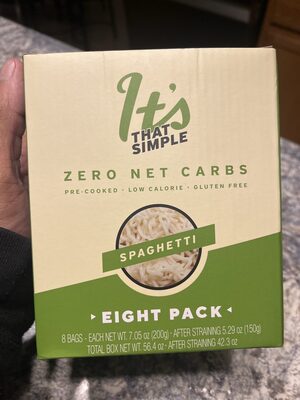 It's
THAT
SIMPLE
ZERO NET CARBS
PRE-COOKED · LOW CALORIE · GLUTEN FREE
SPAGHETTI
EIGHT PACK
8 BAGS - EACH NET WT. 7.05 oz (200g) - AFTER STRAINING 5.29 oz (150g)
TOTAL BOX NET WT. 56.4 oz - AFTER STRAINING 42.3 oz